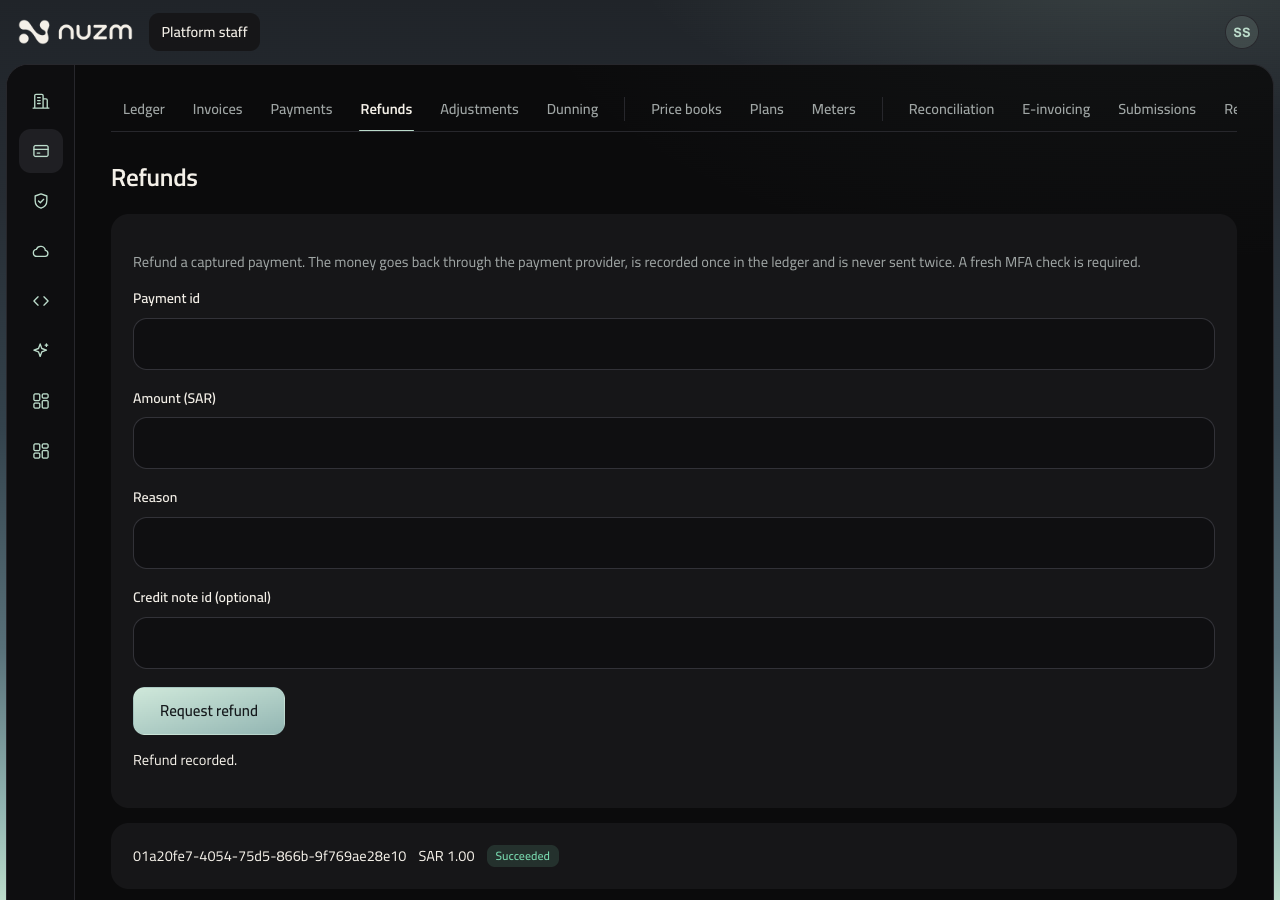 nuzm
Platform staff
SS
Ledger Invoices Payments Refunds Adjustments Dunning Price books Plans Meters Reconciliation E-invoicing Submissions
Refunds
Refund a captured payment. The money goes back through the payment provider, is recorded once in the ledger and is never sent twice. A fresh MFA check is required.
Payment id
Amount (SAR)
Reason
Credit note id (optional)
Request refund
Refund recorded.
01a20fe7-4054-75d5-866b-9f769ae28e10 SAR 1.00 Succeeded